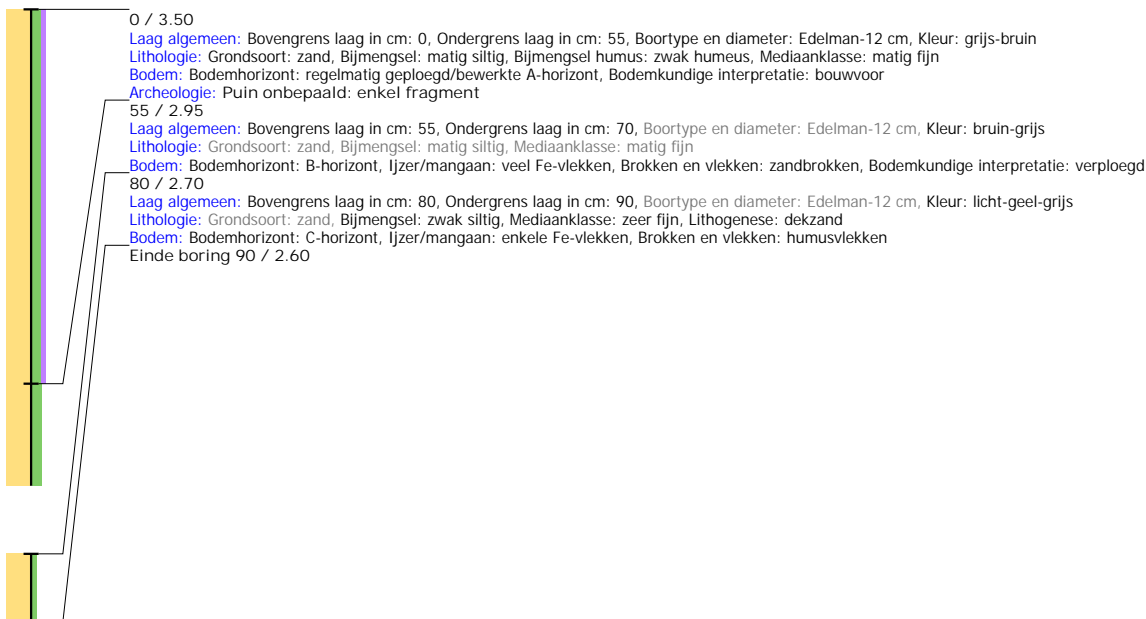 0 / 3.50
Laag algemeen: Bovengrens laag in cm: 0, Ondergrens laag in cm: 55, Boortype en diameter: Edelman-12 cm, Kleur: grijs-bruin
Lithologie: Grondsoort: zand, Bijmengsel: matig siltig, Bijmengsel humus: zwak humeus, Mediaanklasse: matig fijn
Bodem: Bodemhorizont: regelmatig geploegd/bewerkte A-horizont, Bodemkundige interpretatie: bouwvoor
Archeologie: Puin onbepaald: enkel fragment
55 / 2.95
Laag algemeen: Bovengrens laag in cm: 55, Ondergrens laag in cm: 70, Boortype en diameter: Edelman-12 cm, Kleur: bruin-grijs
Lithologie: Grondsoort: zand, Bijmengsel: matig siltig, Mediaanklasse: matig fijn
Bodem: Bodemhorizont: B-horizont, Ijzer/mangaan: veel Fe-vlekken, Brokken en vlekken: zandbrokken, Bodemkundige interpretatie: verploegd
80 / 2.70
Laag algemeen: Bovengrens laag in cm: 80, Ondergrens laag in cm: 90, Boortype en diameter: Edelman-12 cm, Kleur: licht-geel-grijs
Lithologie: Grondsoort: zand, Bijmengsel: zwak siltig, Mediaanklasse: zeer fijn, Lithogenese: dekzand
Bodem: Bodemhorizont: C-horizont, Ijzer/mangaan: enkele Fe-vlekken, Brokken en vlekken: humusvlekken
Einde boring 90 / 2.60